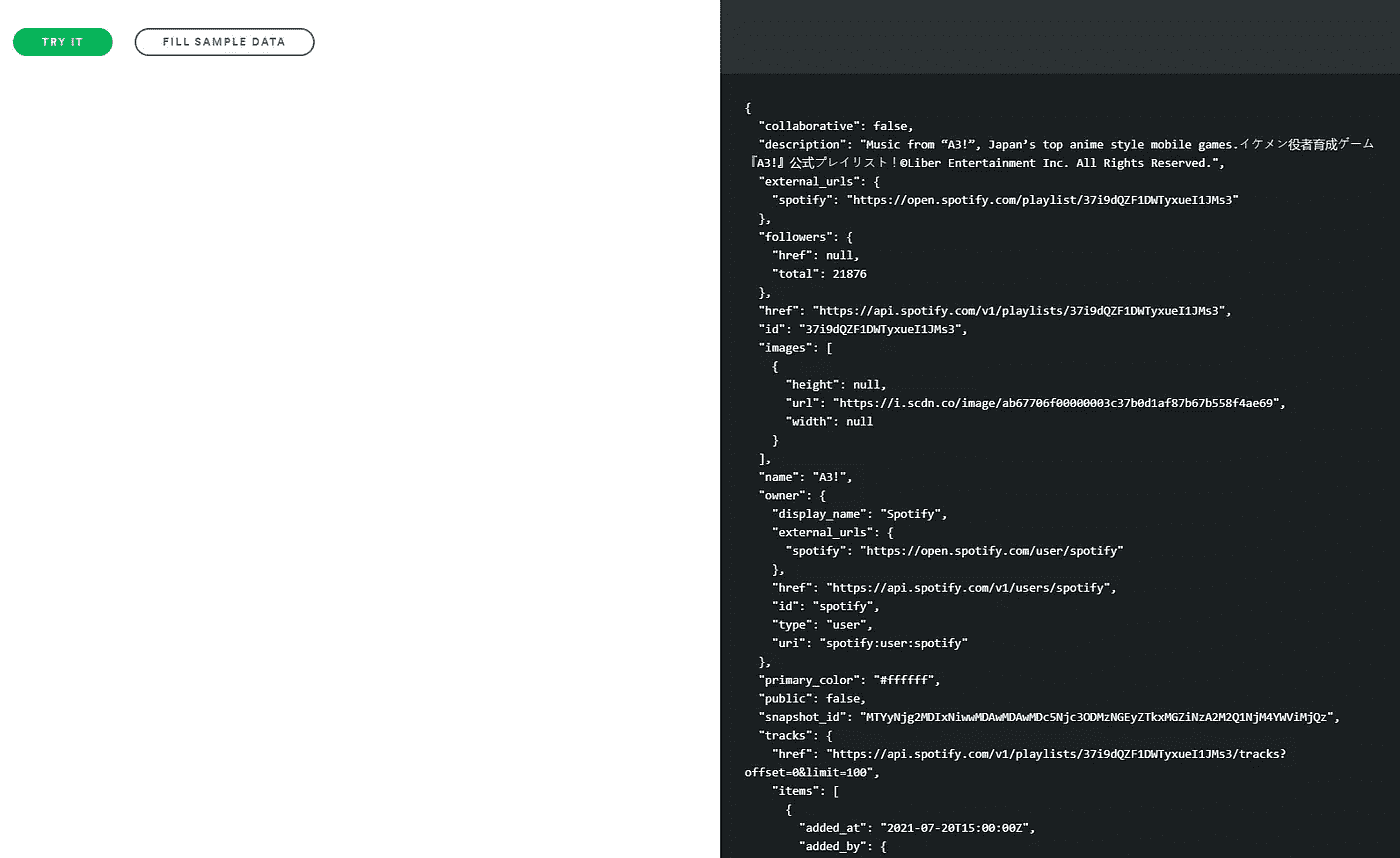 TRY IT
FILL SAMPLE DATA
{
"collaborative": false,
"description": "Music from “A3!”, Japan’s top anime style mobile games.イケメン役者育成ゲーム
『A3!』公式プレイリスト！©Liber Entertainment Inc. All Rights Reserved.",
"external_urls": {
"spotify": "https://open.spotify.com/playlist/37i9dQZF1DWTyxueI1JMs3"
},
"followers": {
"href": null,
"total": 21876
},
"href": "https://api.spotify.com/v1/playlists/37i9dQZF1DWTyxueI1JMs3",
"id": "37i9dQZF1DWTyxueI1JMs3",
"images": [
{
"height": null,
"url": "https://i.scdn.co/image/ab67706f00000003c37b0d1af87b67b558f4ae69",
"width": null
}
],
"name": "A3!",
"owner": {
"display_name": "Spotify",
"external_urls": {
"spotify": "https://open.spotify.com/user/spotify"
},
"href": "https://api.spotify.com/v1/users/spotify",
"id": "spotify",
"type": "user",
"uri": "spotify:user:spotify"
},
"primary_color": "#ffffff",
"public": false,
"snapshot_id": "MTYyNjg2MDIxNiwwMDAwMDAwMDc5Njc3ODMzNGEyZTkxMGZiNzA2M2Q1NjM4YWViMjQz",
"tracks": {
"href": "https://api.spotify.com/v1/playlists/37i9dQZF1DWTyxueI1JMs3/tracks?
offset=0&limit=100",
"items": [
{
"added_at": "2021-07-20T15:00:00Z",
"added_by": {